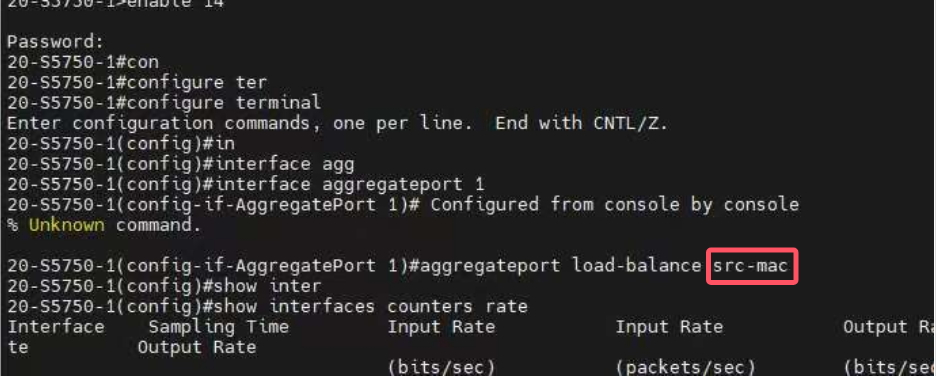 20-S5750-1>enable 14
Password:
20-S5750-1#con
20-S5750-1#configure ter
20-S5750-1#configure terminal
Enter configuration commands, one per line.  End with CNTL/Z.
20-S5750-1(config)#in
20-S5750-1(config)#interface agg
20-S5750-1(config)#interface aggregateport 1
20-S5750-1(config-if-AggregatePort 1)# Configured from console by console
% Unknown command.
20-S5750-1(config-if-AggregatePort 1)#aggregateport load-balance src-mac
20-S5750-1(config)#show inter
20-S5750-1(config)#show interfaces counters rate
Interface    Sampling Time        Input Rate            Input Rate            Output Ra
te           Output Rate
(bits/sec)            (packets/sec)         (bits/sec